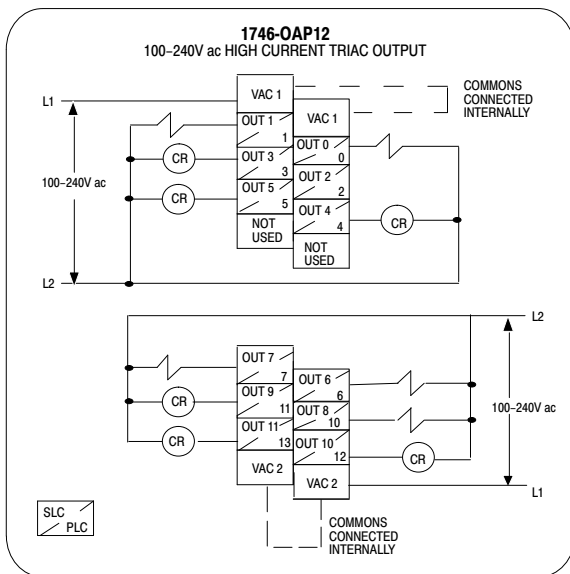 1746-OAP12
100-240V ac HIGH CURRENT TRIAC OUTPUT
L1
VAC 1
COMMONS
CONNECTED
INTERNALLY
VAC 1
OUT 1
1
OUT 0
0
CR
OUT 3
3
OUT 2
2
100-240V ac
CR
OUT 5
5
OUT 4
4
CR
NOT
USED
NOT
USED
L2
L2
OUT 7
7
OUT 6
6
CR
OUT 9
11
OUT 8
10
100-240V ac
CR
OUT 11
13
OUT 10
12
CR
VAC 2
VAC 2
L1
SLC
PLC
COMMONS
CONNECTED
INTERNALLY